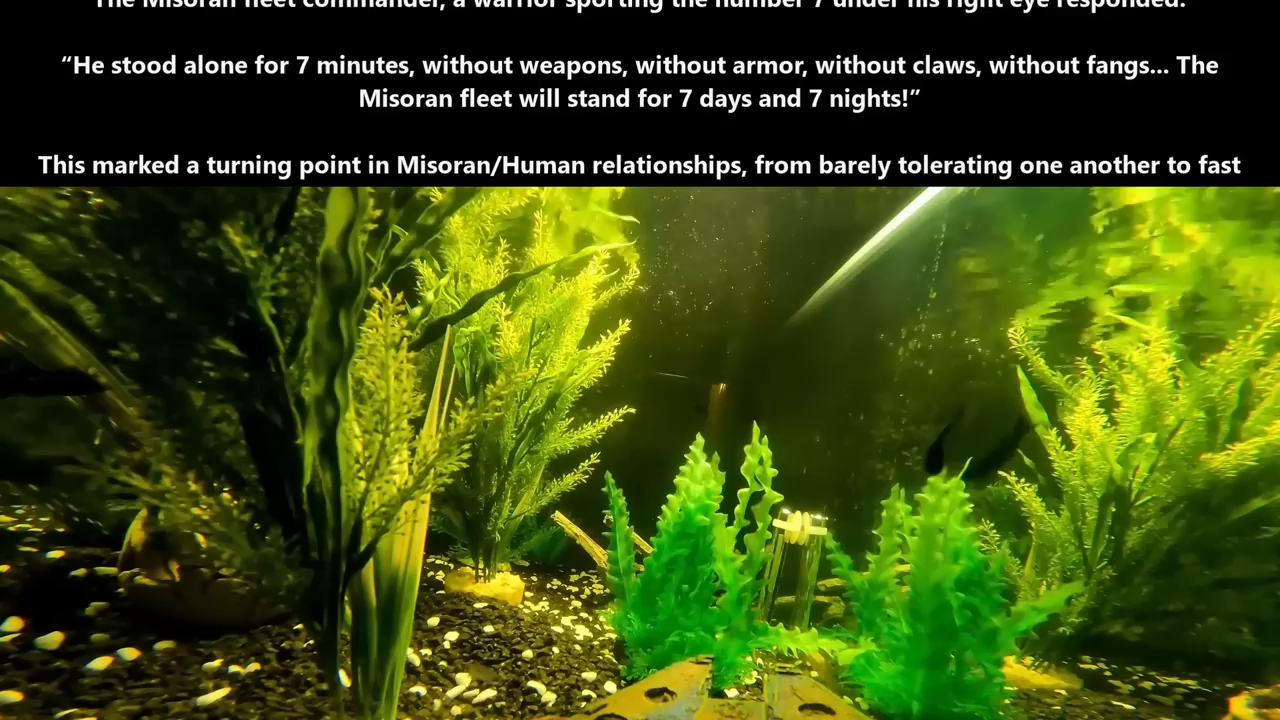 The Misoran fleet commander, a warrior sporting the number 7 under his right eye responded:
“He stood alone for 7 minutes, without weapons, without armor, without claws, without fangs... The
Misoran fleet will stand for 7 days and 7 nights!”
This marked a turning point in Misoran/Human relationships, from barely tolerating one another to fast